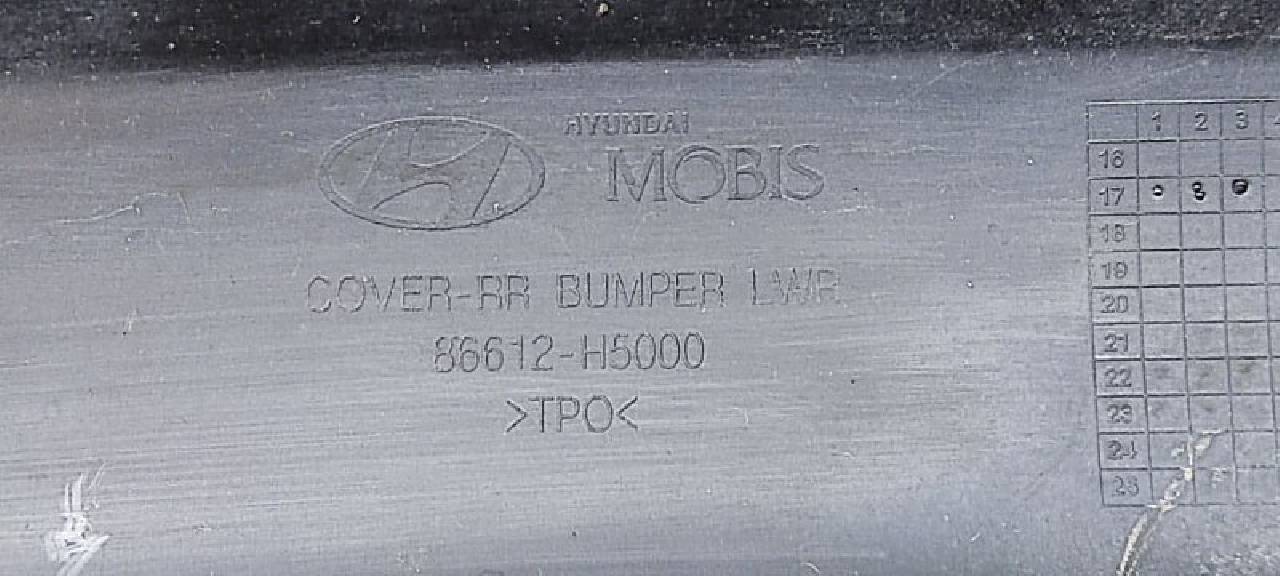 HYUNDAI
MOBIS
COVER-RR BUMPER LWR
86612-H5000
>TPO<
1 2 3
16
17
18
19
20
21
22
23
24
25